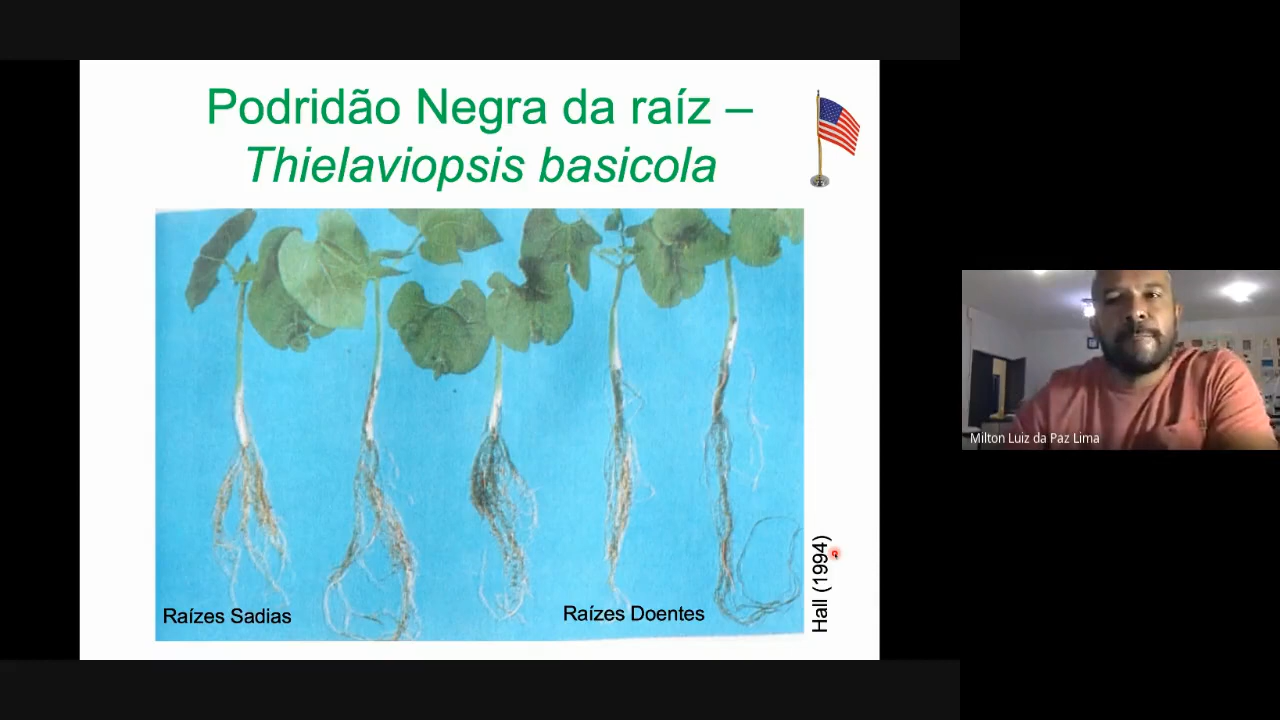 Podridão Negra da raíz –
Thielaviopsis basicola
Raízes Sadias
Raízes Doentes
Hall (1994)
Milton Luiz da Paz Lima